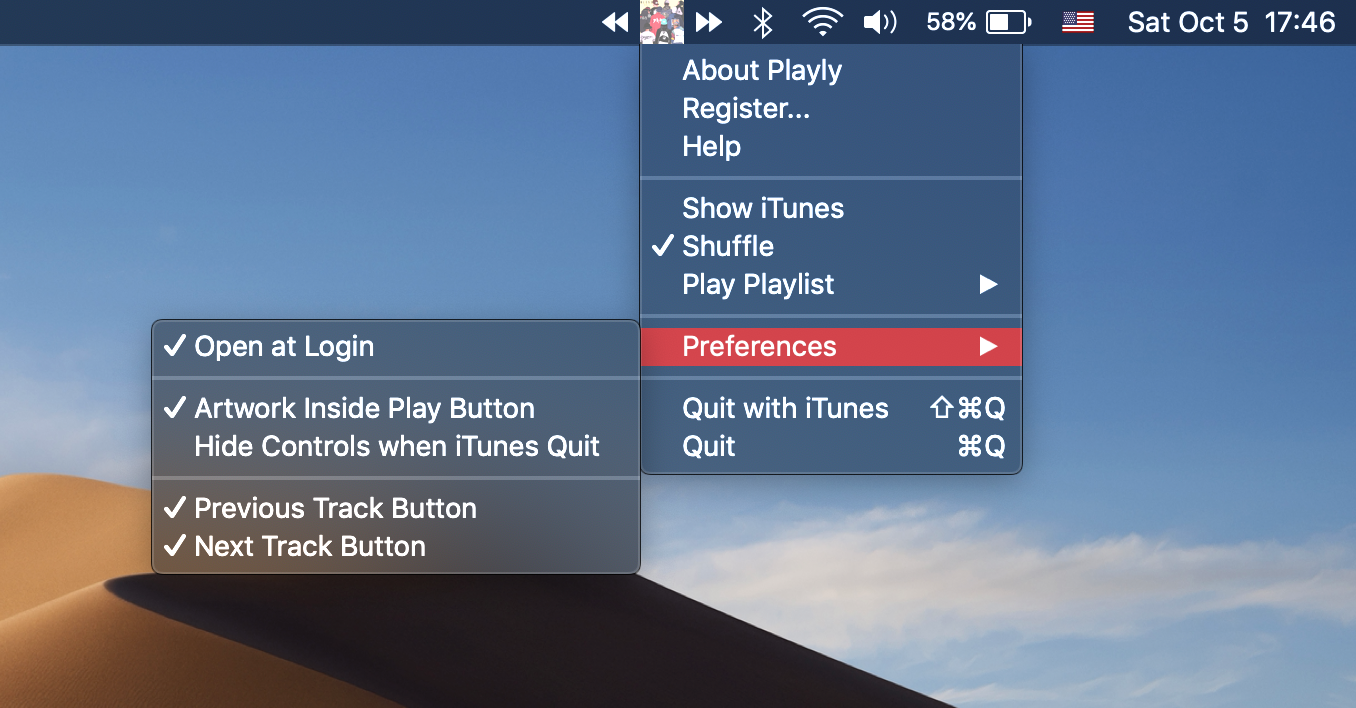 58% Sat Oct 5 17:46
About Playly
Register...
Help
Show iTunes
✓ Shuffle
Play Playlist ▶
Preferences ▶
✓ Open at Login
✓ Artwork Inside Play Button
Hide Controls when iTunes Quit
✓ Previous Track Button
✓ Next Track Button
Quit with iTunes ⇧⌘Q
Quit ⌘Q